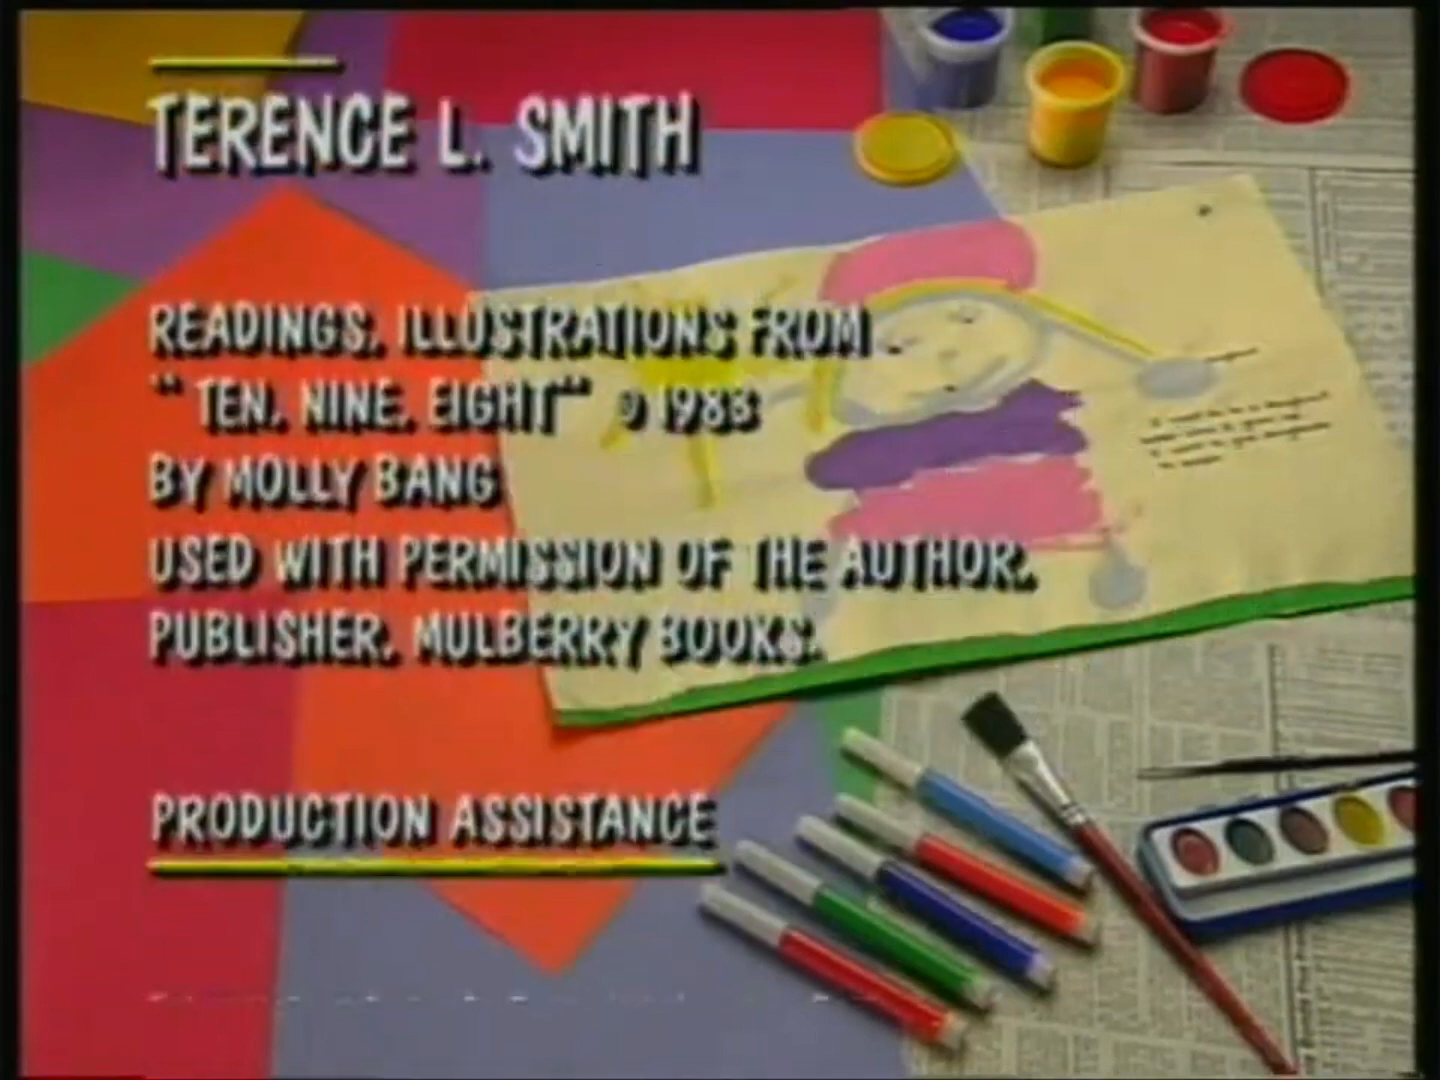 TERENCE L. SMITH
READINGS, ILLUSTRATIONS FROM
"TEN, NINE, EIGHT" © 1983
BY MOLLY BANG
USED WITH PERMISSION OF THE AUTHOR.
PUBLISHER, MULBERRY BOOKS.
PRODUCTION ASSISTANCE